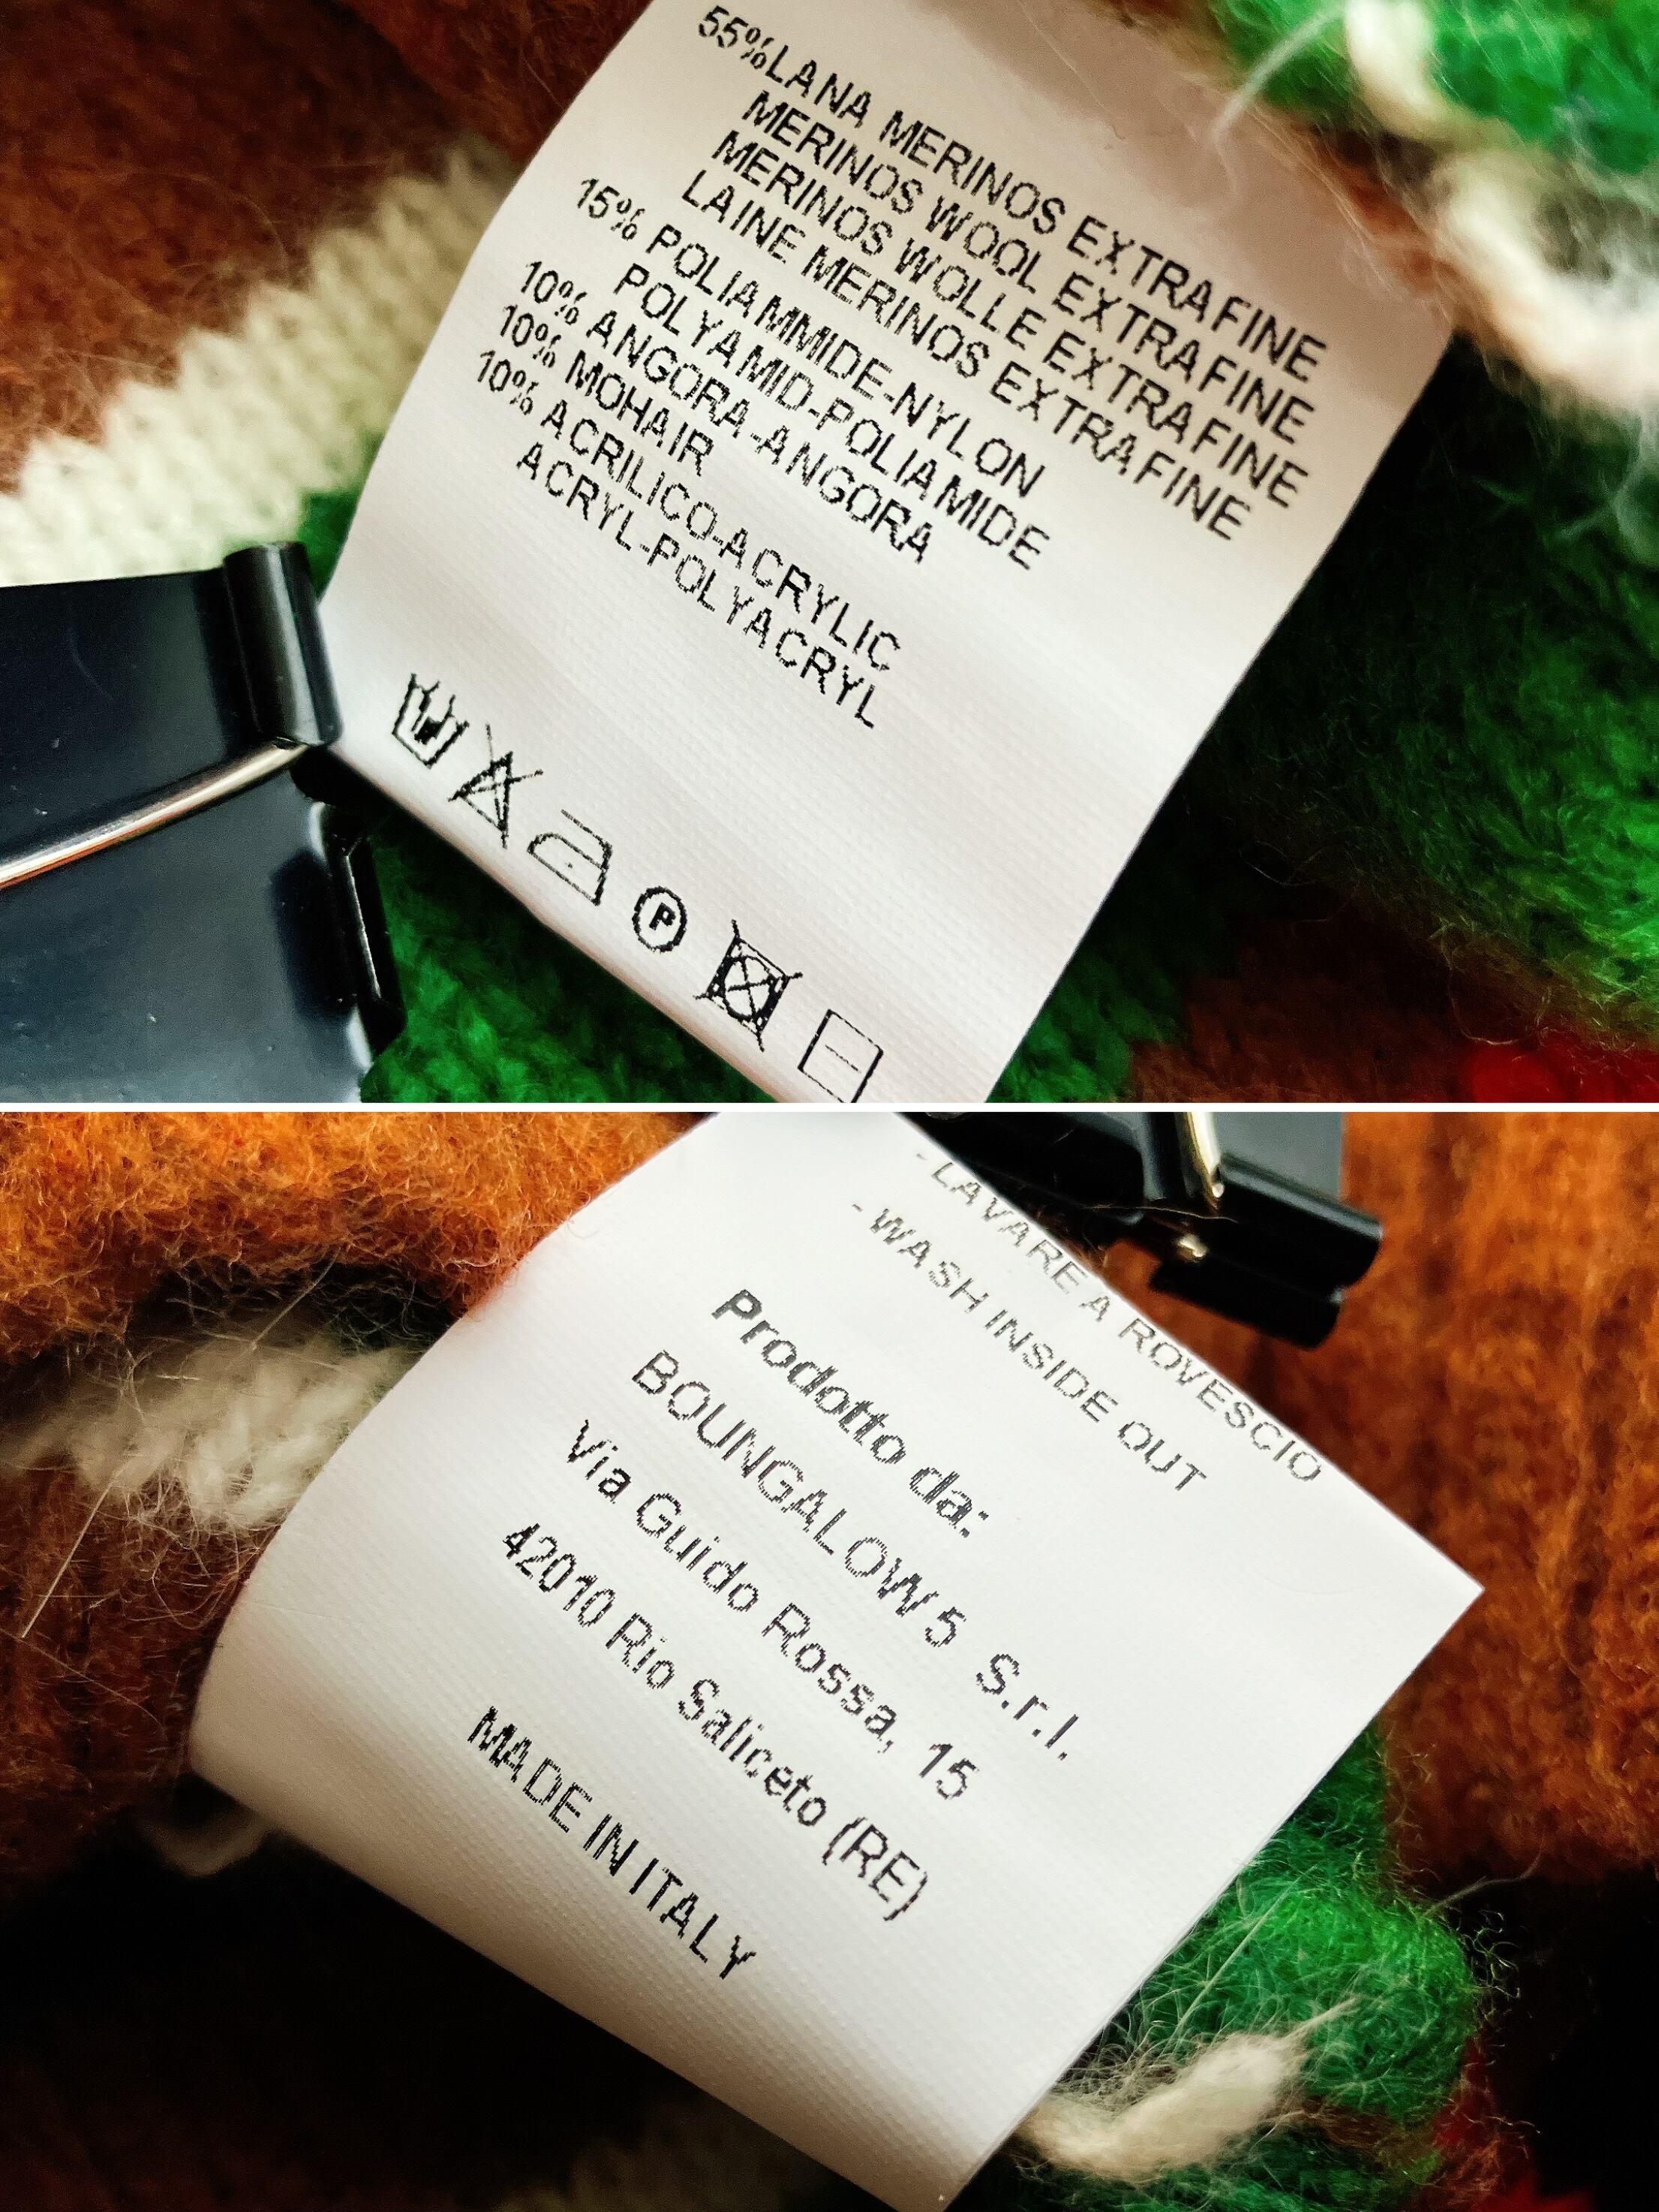 55%LANA MERINOS EXTRAFINE
MERINOS WOOL EXTRAFINE
MERINOS WOLLE EXTRAFINE
LAINE MERINOS EXTRAFINE
15% POLIAMMIDE-NYLON
POLYAMID-POLIAMIDE
10% ANGORA-ANGORA
10% MOHAIR
10% ACRILICO-ACRYLIC
ACRYL-POLYACRYL
P
-LAVARE A ROVESCIO
-WASH INSIDE OUT
Prodotto da:
BOUNGALOW5 S.r.l.
Via Guido Rossa, 15
42010 Rio Saliceto (RE)
MADE IN ITALY